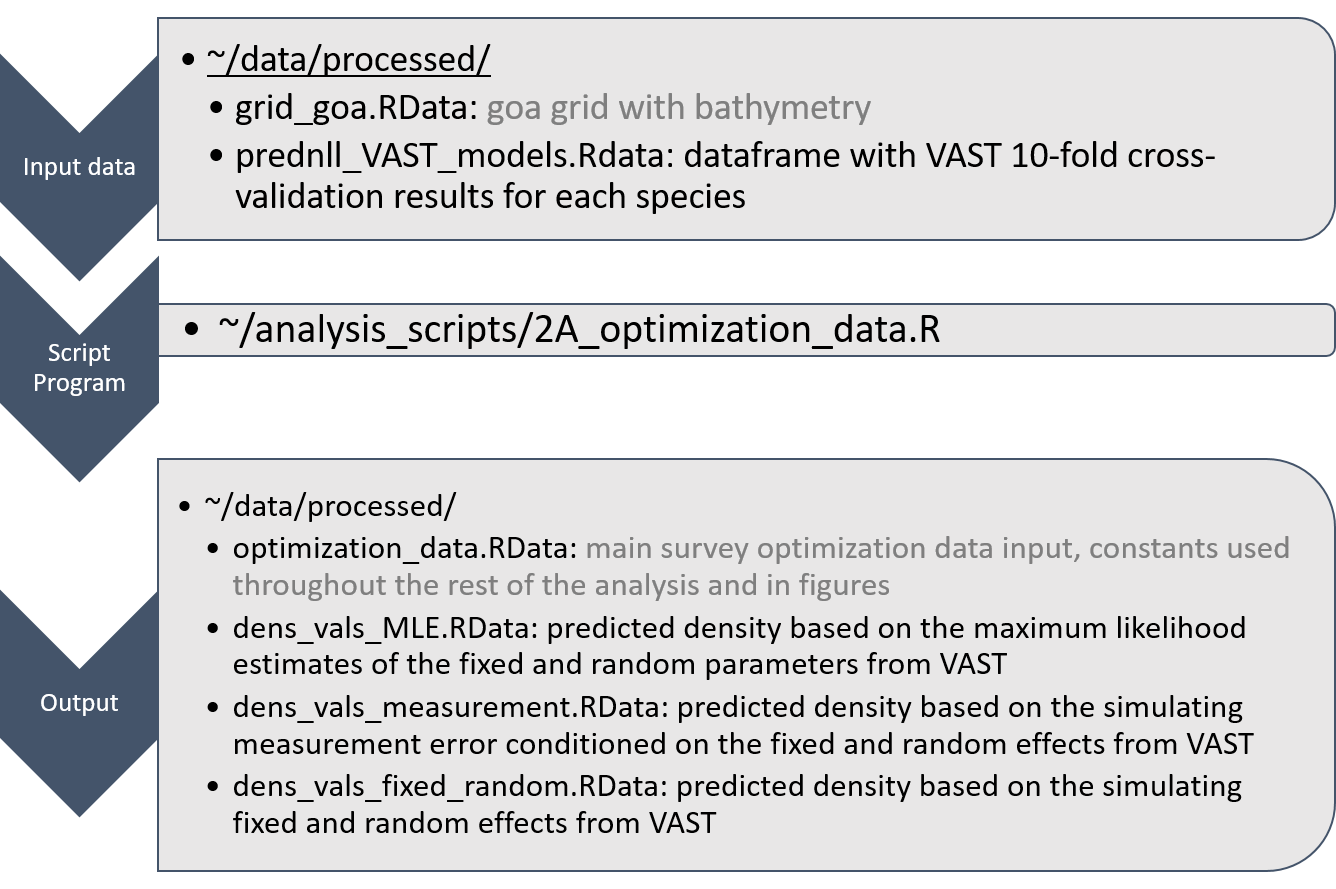 Input data
• ~/data/processed/
• grid_goa.RData: goa grid with bathymetry
• prednll_VAST_models.Rdata: dataframe with VAST 10-fold cross-
validation results for each species
Script
Program
• ~/analysis_scripts/2A_optimization_data.R
Output
• ~/data/processed/
• optimization_data.RData: main survey optimization data input, constants used
throughout the rest of the analysis and in figures
• dens_vals_MLE.RData: predicted density based on the maximum likelihood
estimates of the fixed and random parameters from VAST
• dens_vals_measurement.RData: predicted density based on the simulating
measurement error conditioned on the fixed and random effects from VAST
• dens_vals_fixed_random.RData: predicted density based on the simulating
fixed and random effects from VAST